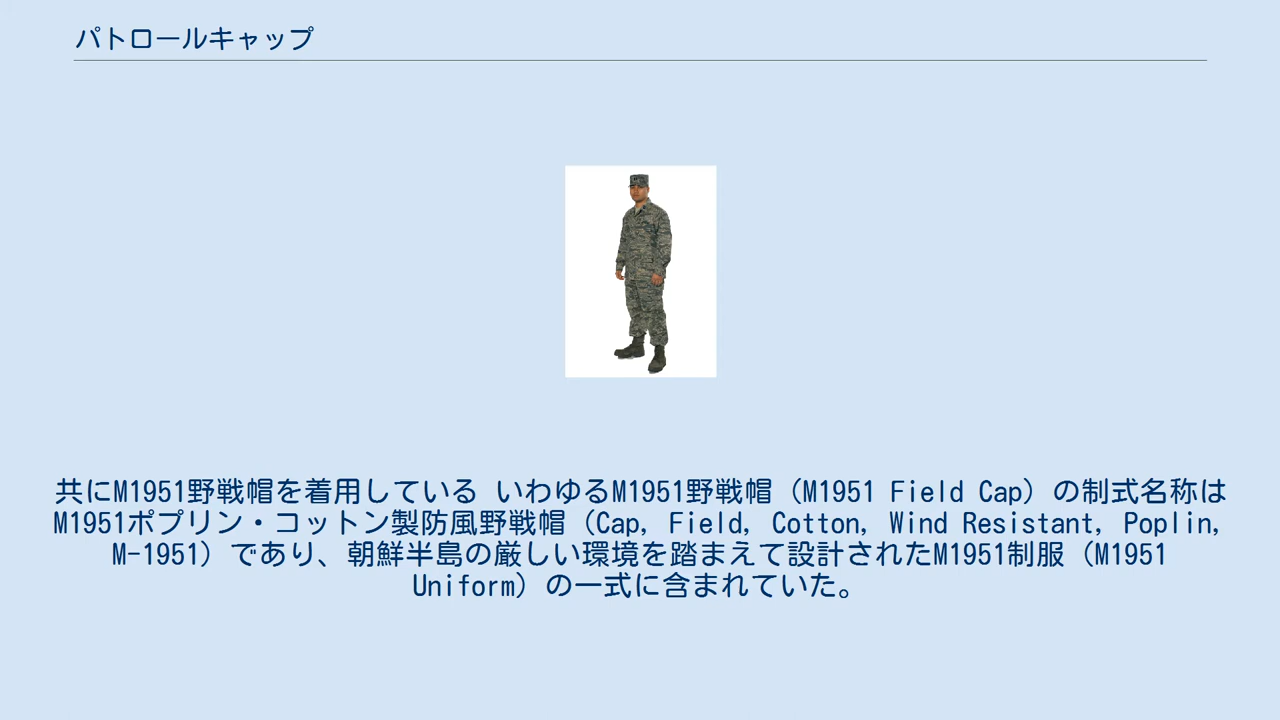 パトロールキャップ
共にM1951野戦帽を着用している いわゆるM1951野戦帽（M1951 Field Cap）の制式名称は
M1951ポプリン・コットン製防風野戦帽（Cap, Field, Cotton, Wind Resistant, Poplin,
M-1951）であり、朝鮮半島の厳しい環境を踏まえて設計されたM1951制服（M1951
Uniform）の一式に含まれていた。